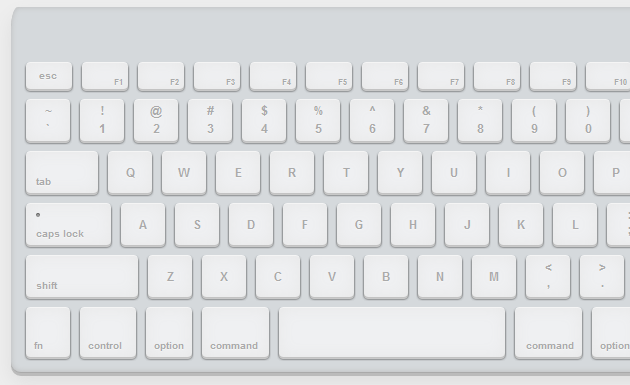 esc F1 F2 F3 F4 F5 F6 F7 F8 F9 F10
~ ! @ # $ % ^ & * ( )
` 1 2 3 4 5 6 7 8 9 0
tab Q W E R T Y U I O P
caps lock A S D F G H J K L
shift Z X C V B N M < >
, .
fn control option command command option